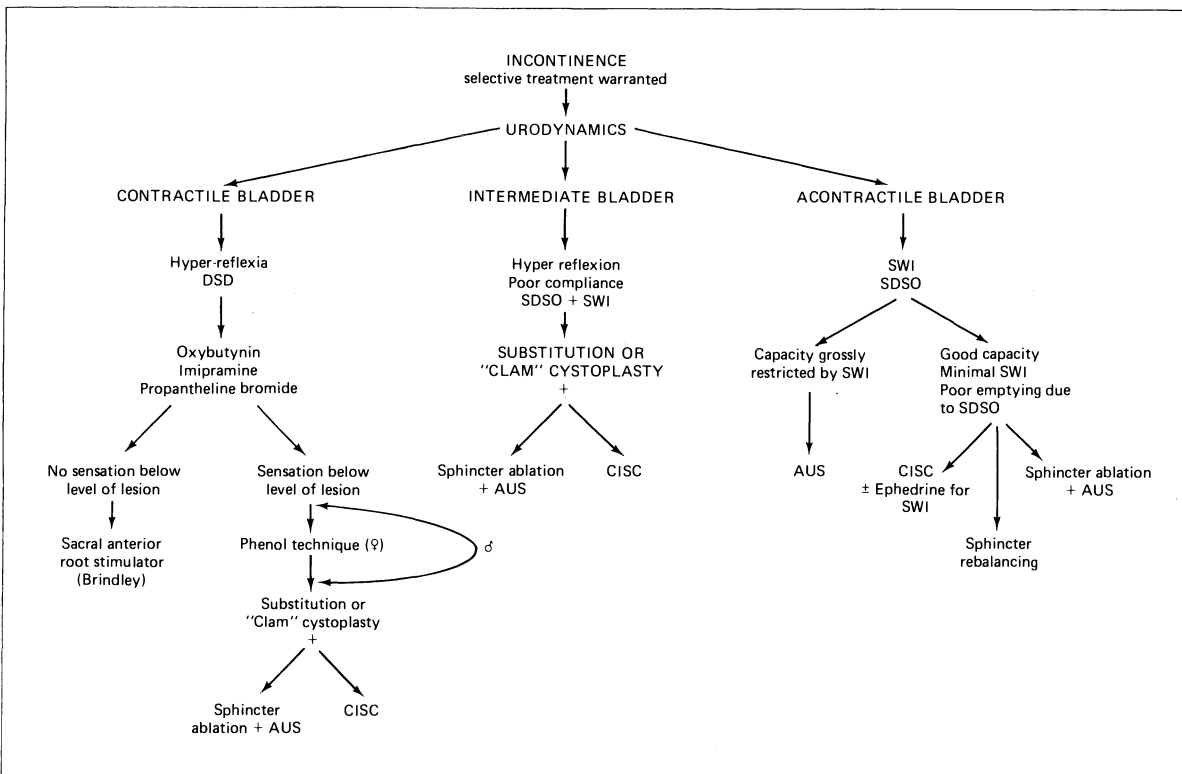 INCONTINENCE
selective treatment warranted
URODYNAMICS
CONTRACTILE BLADDER
INTERMEDIATE BLADDER
ACONTRACTILE BLADDER
Hyper-reflexia
DSD
Hyper reflexion
Poor compliance
SDSO + SWI
SWI
SDSO
Oxybutynin
Imipramine
Propantheline bromide
SUBSTITUTION OR
"CLAM" CYSTOPLASTY
+
Capacity grossly
restricted by SWI
Good capacity
Minimal SWI
Poor emptying due
to SDSO
No sensation below
level of lesion
Sensation below
level of lesion
Sphincter ablation
+ AUS
CISC
AUS
CISC
± Ephedrine for
SWI
Sphincter ablation
+ AUS
Sacral anterior
root stimulator
(Brindley)
Phenol technique (♀)
♂
Sphincter
rebalancing
Substitution or
"Clam" cystoplasty
+
Sphincter
ablation + AUS
CISC